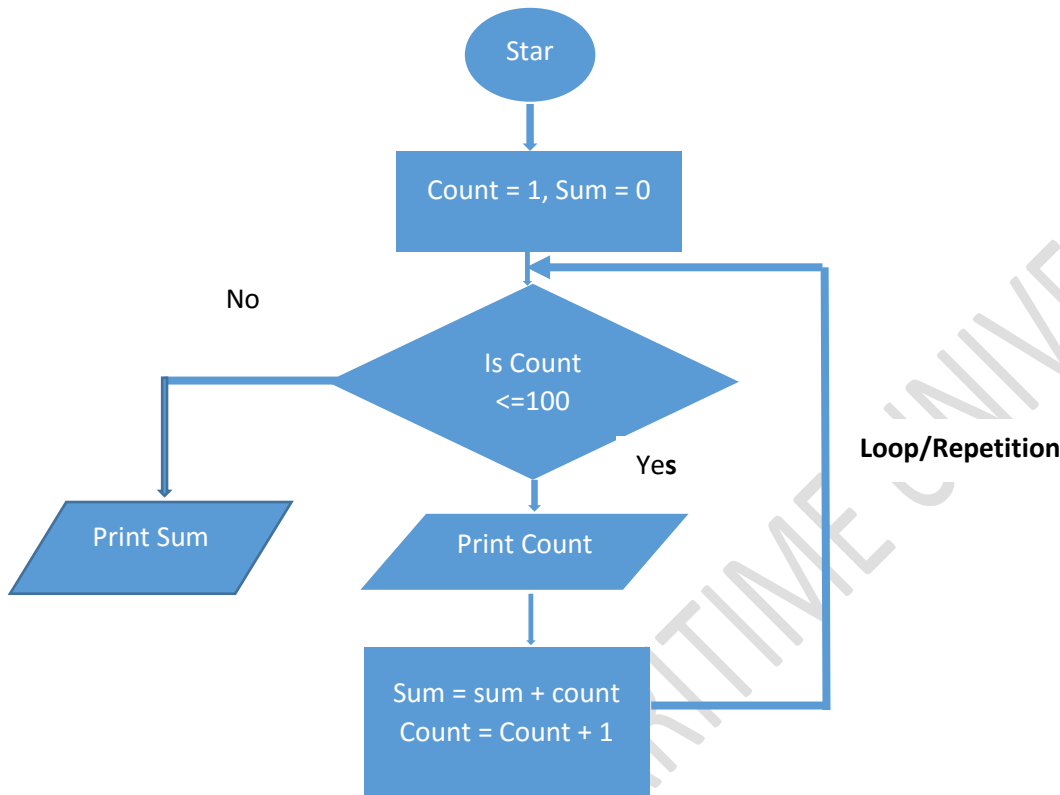 Star
Count = 1, Sum = 0
No
Is Count
<=100
Yes
Loop/Repetition
Print Sum
Print Count
Sum = sum + count
Count = Count + 1